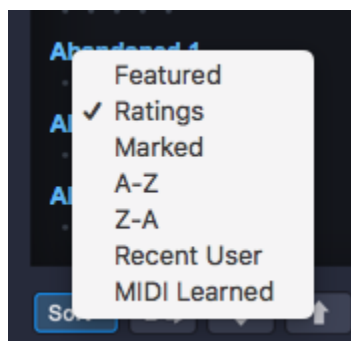 Abandoned 1
Featured
Ratings
Marked
A-Z
Z-A
Recent User
MIDI Learned